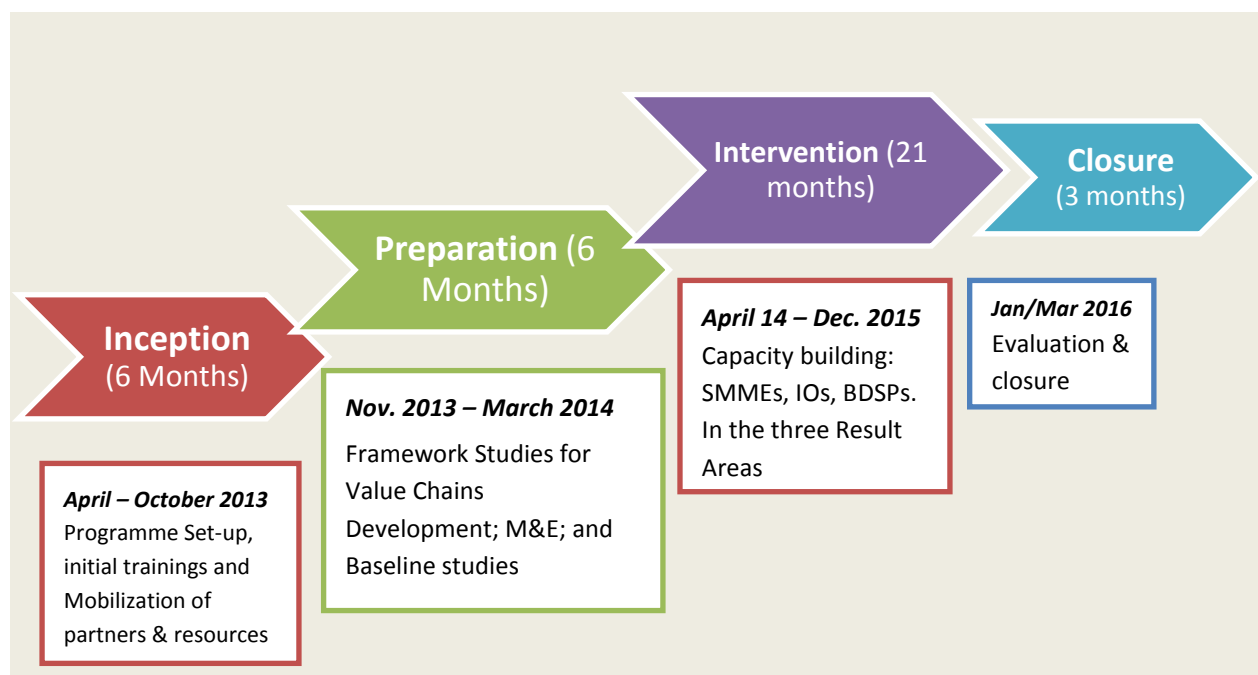 Inception
(6 Months)
April – October 2013
Programme Set-up,
initial trainings and
Mobilization of
partners & resources
Preparation (6
Months)
Nov. 2013 – March 2014
Framework Studies for
Value Chains
Development; M&E; and
Baseline studies
Intervention (21
months)
April 14 – Dec. 2015
Capacity building:
SMMEs, IOs, BDSPs.
In the three Result
Areas
Closure
(3 months)
Jan/Mar 2016
Evaluation &
closure